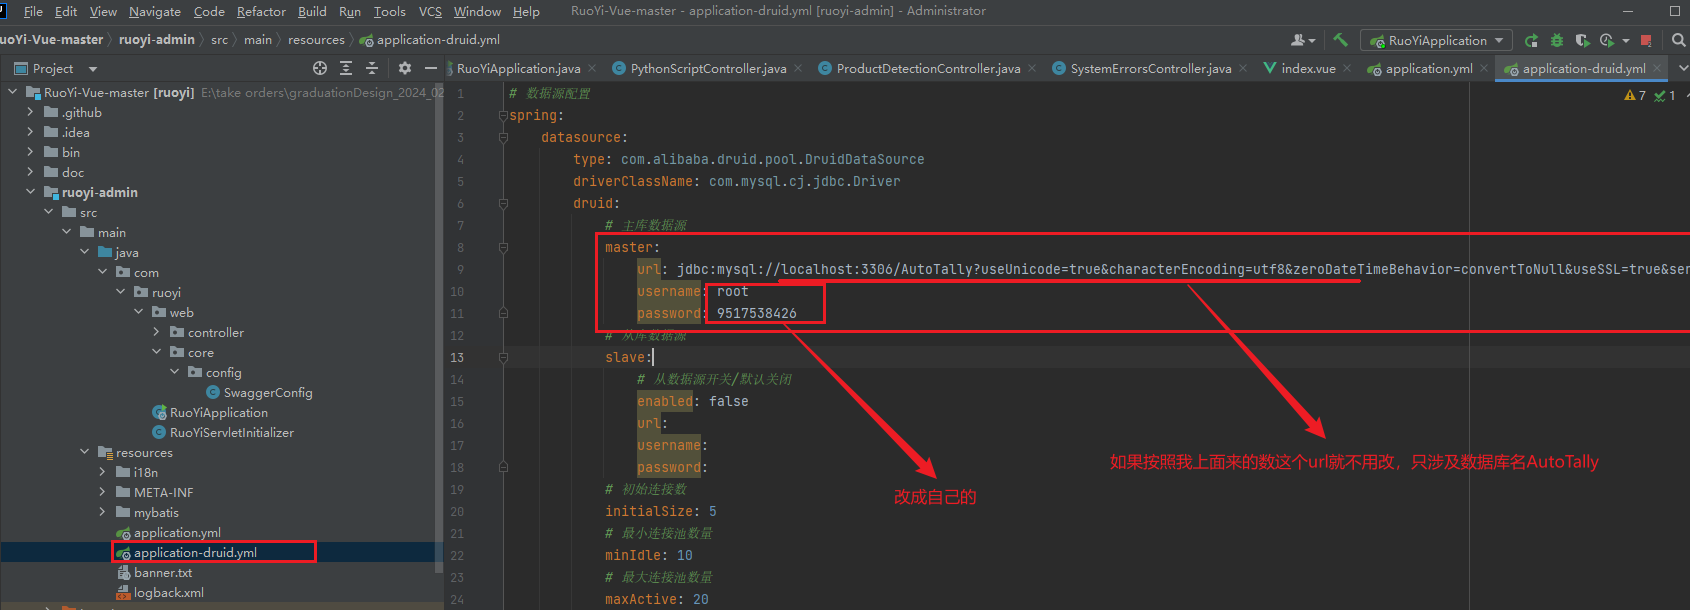 File Edit View Navigate Code Refactor Build Run Tools VCS Window Help RuoYi-Vue-master - application-druid.yml [ruoyi-admin] - Administrator
uoYi-Vue-master ruoyi-admin src main resources application-druid.yml
RuoYiApplication
Project
RuoYiApplication.java PythonScriptController.java ProductDetectionController.java SystemErrorsController.java index.vue application.yml application-druid.yml
RuoYi-Vue-master [ruoyi] E:\take orders\graduationDesign_2024_02
.github
.idea
bin
doc
ruoyi-admin
src
main
java
com
ruoyi
web
controller
core
config
SwaggerConfig
RuoYiApplication
RuoYiServletInitializer
resources
i18n
META-INF
mybatis
application.yml
application-druid.yml
banner.txt
logback.xml
7 1
1 # 数据源配置
2 spring:
3 datasource:
4 type: com.alibaba.druid.pool.DruidDataSource
5 driverClassName: com.mysql.cj.jdbc.Driver
6 druid:
7 # 主库数据源
8 master:
9 url: jdbc:mysql://localhost:3306/AutoTally?useUnicode=true&characterEncoding=utf8&zeroDateTimeBehavior=convertToNull&useSSL=true&ser
10 username: root
11 password: 9517538426
12 # 从库数据源
13 slave:
14 # 从数据源开关/默认关闭
15 enabled: false
16 url:
17 username:
18 password:
19 # 初始连接数
20 initialSize: 5
21 # 最小连接池数量
22 minIdle: 10
23 # 最大连接池数量
24 maxActive: 20
如果按照我上面来的数这个url就不用改，只涉及数据库名AutoTally
改成自己的